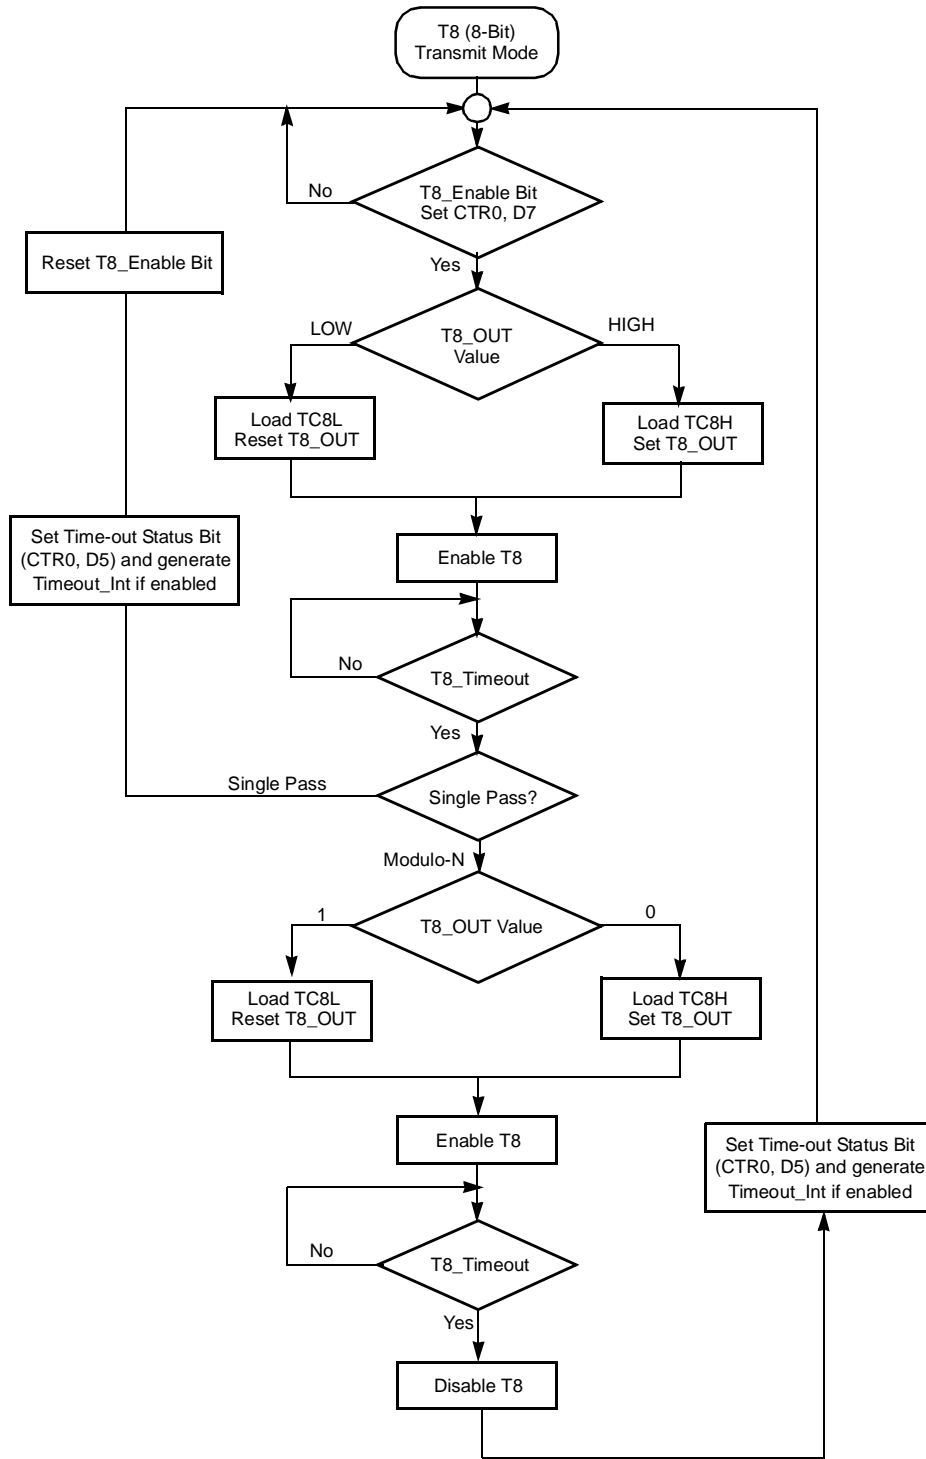 T8 (8-Bit)
Transmit Mode
No
T8_Enable Bit
Set CTR0, D7
Reset T8_Enable Bit
Yes
LOW
HIGH
T8_OUT
Value
Load TC8L
Reset T8_OUT
Load TC8H
Set T8_OUT
Set Time-out Status Bit
(CTR0, D5) and generate
Timeout_Int if enabled
Enable T8
No
T8_Timeout
Yes
Single Pass
Single Pass?
Modulo-N
1
T8_OUT Value
0
Load TC8L
Reset T8_OUT
Load TC8H
Set T8_OUT
Enable T8
Set Time-out Status Bit
(CTR0, D5) and generate
Timeout_Int if enabled
No
T8_Timeout
Yes
Disable T8